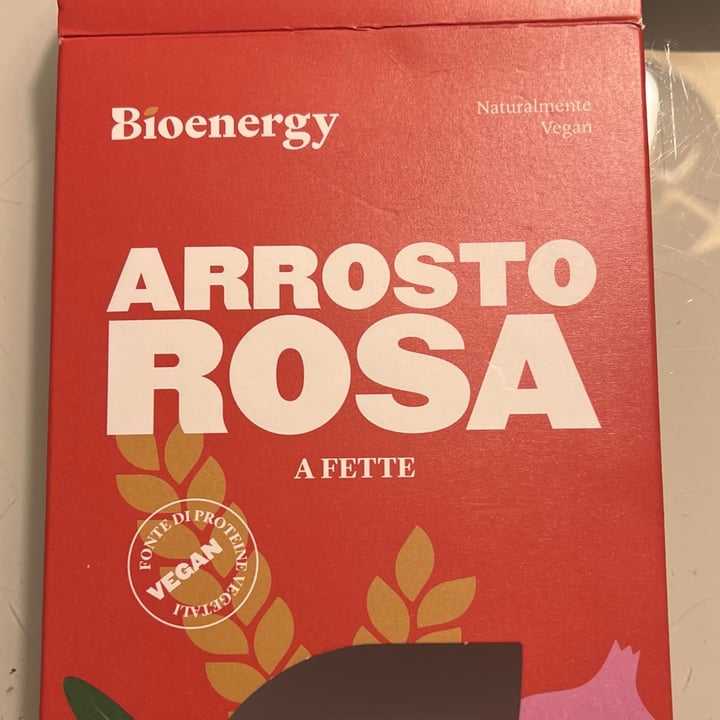 Bioenergy
Naturalmente
Vegan
ARROSTO
ROSA
A FETTE
FONTE DI PROTEINE VEGETALI
VEGAN